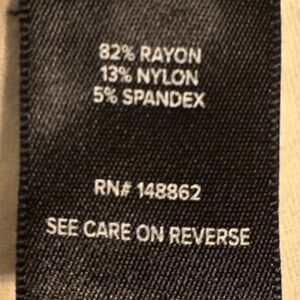 82% RAYON
13% NYLON
5% SPANDEX
RN# 148862
SEE CARE ON REVERSE